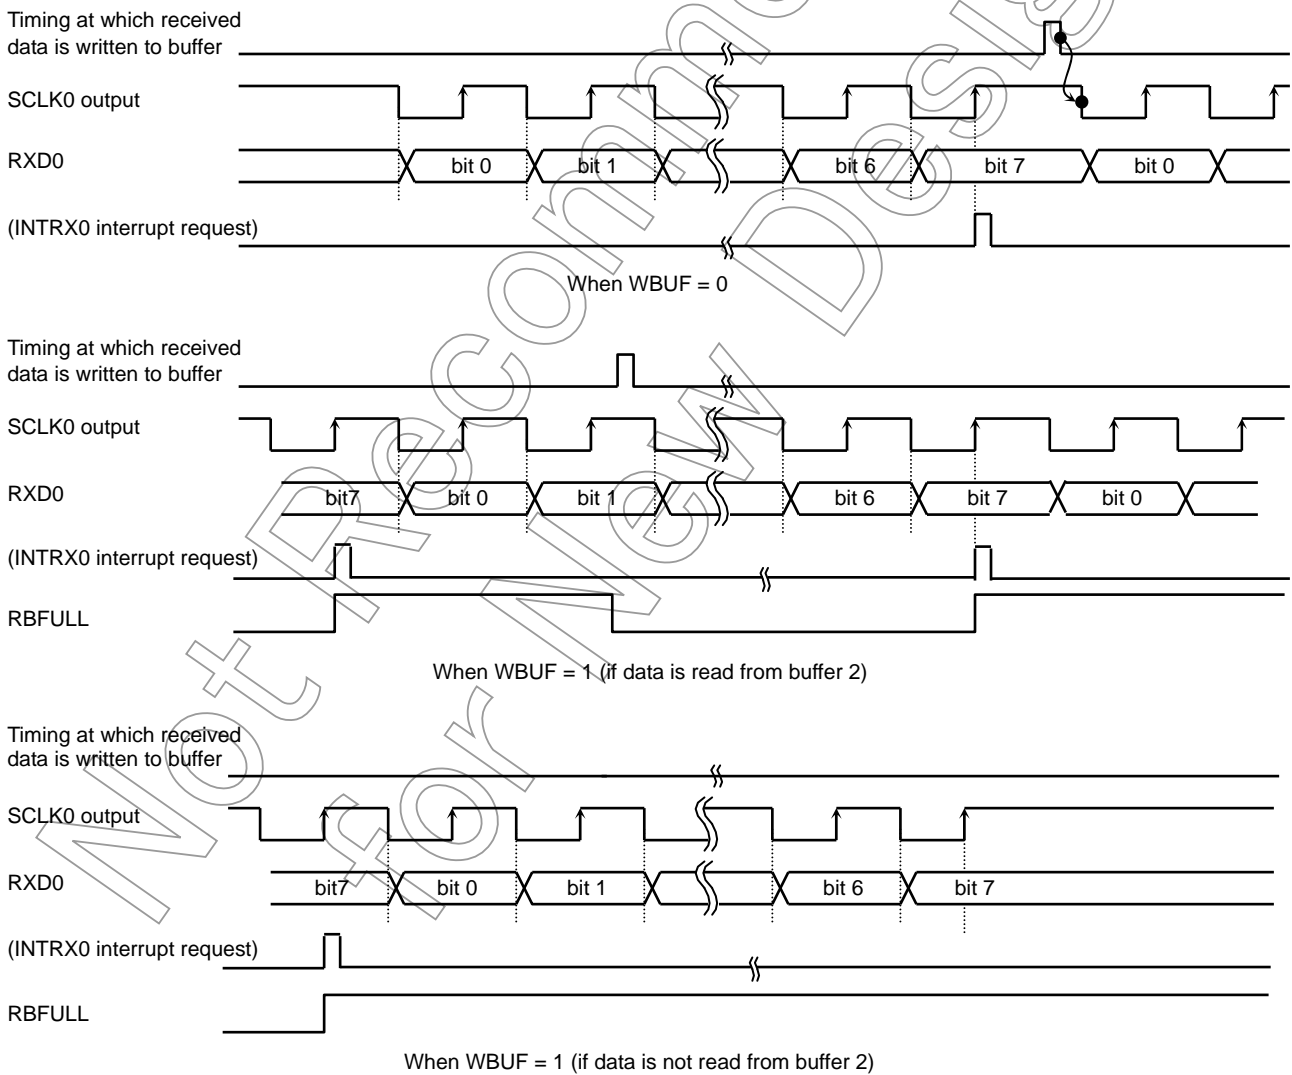 Timing at which received
data is written to buffer
SCLK0 output
RXD0
bit 0 bit 1 bit 6 bit 7 bit 0
(INTRX0 interrupt request)
When WBUF = 0
Timing at which received
data is written to buffer
SCLK0 output
RXD0
bit7 bit 0 bit 1 bit 6 bit 7 bit 0
(INTRX0 interrupt request)
RBFULL
When WBUF = 1 (if data is read from buffer 2)
Timing at which received
data is written to buffer
SCLK0 output
RXD0
bit7 bit 0 bit 1 bit 6 bit 7
(INTRX0 interrupt request)
RBFULL
When WBUF = 1 (if data is not read from buffer 2)
Not Recomme
for New Desig